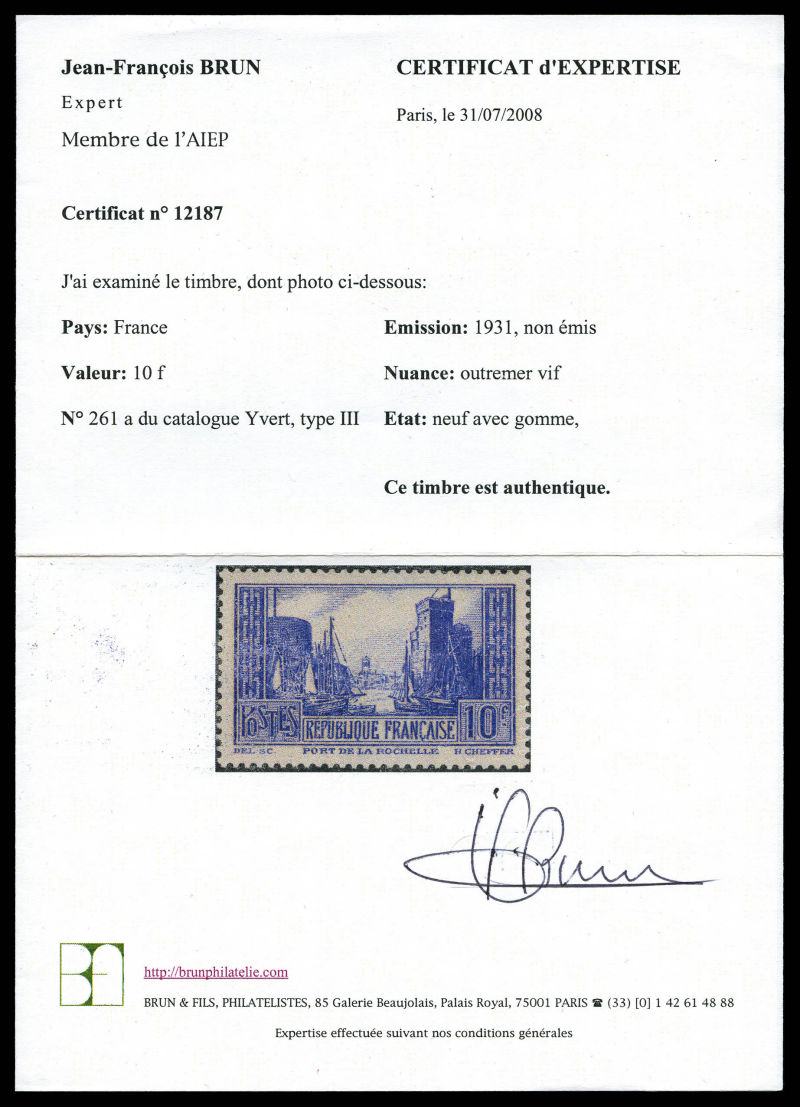 Jean-François BRUN
CERTIFICAT d'EXPERTISE
Expert
Paris, le 31/07/2008
Membre de l'AIEP
Certificat n° 12187
J'ai examiné le timbre, dont photo ci-dessous:
Pays: France
Emission: 1931, non émis
Valeur: 10 f
Nuance: outremer vif
N° 261 a du catalogue Yvert, type III
Etat: neuf avec gomme,
Ce timbre est authentique.
POSTES
RÉPUBLIQUE FRANÇAISE
10F
DEL. SC.
PORT DE LA ROCHELLE
H CHEFFER
JFBrun
BF
http://brunphilatelie.com
BRUN & FILS, PHILATELISTES, 85 Galerie Beaujolais, Palais Royal, 75001 PARIS ☎ (33) [0] 1 42 61 48 88
Expertise effectuée suivant nos conditions générales